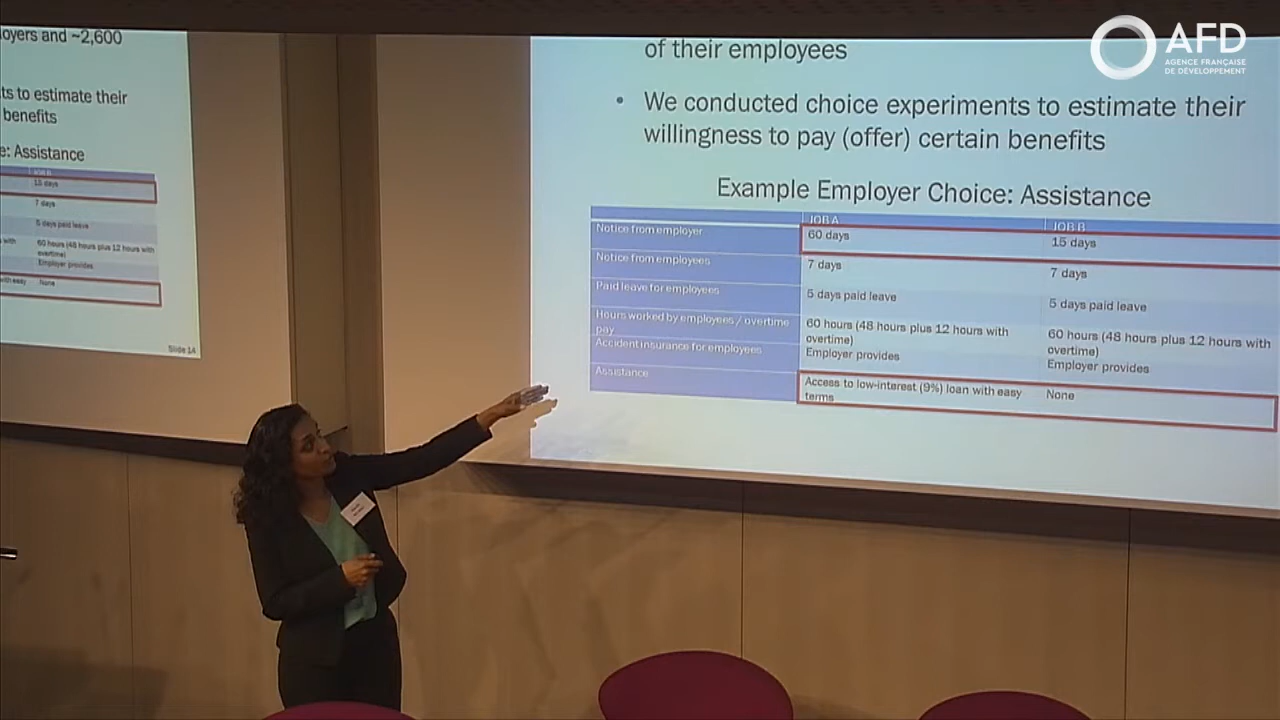 AFD
AGENCE FRANÇAISE
DE DÉVELOPPEMENT
oyers and ~2,600
ts to estimate their
benefits
e: Assistance
JOB B
15 days
7 days
5 days paid leave
with
60 hours (48 hours plus 12 hours with
overtime)
Employer provides
with easy
None
Slide 14
of their employees
• We conducted choice experiments to estimate their
willingness to pay (offer) certain benefits
Example Employer Choice: Assistance
JOB A
JOB B
Notice from employer
60 days
15 days
Notice from employees
7 days
7 days
Paid leave for employees
5 days paid leave
5 days paid leave
Hours worked by employees / overtime
pay
60 hours (48 hours plus 12 hours with
overtime)
60 hours (48 hours plus 12 hours with
overtime)
Accident insurance for employees
Employer provides
Employer provides
Assistance
Access to low-interest (9%) loan with easy
terms
None